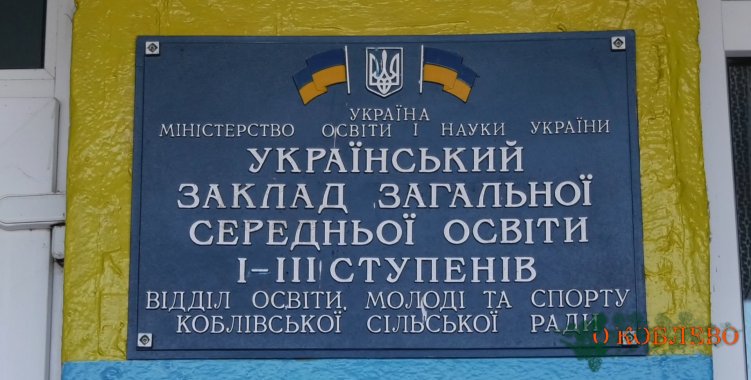 УКРАЇНА
МІНІСТЕРСТВО ОСВІТИ І НАУКИ УКРАЇНИ
УКРАЇНСЬКИЙ
ЗАКЛАД ЗАГАЛЬНОЇ
СЕРЕДНЬОЇ ОСВІТИ
І–ІІІ СТУПЕНІВ
ВІДДІЛ ОСВІТИ, МОЛОДІ ТА СПОРТУ
КОБЛІВСЬКОЇ СІЛЬСЬКОЇ РАДИ
О КОБЛЕВО